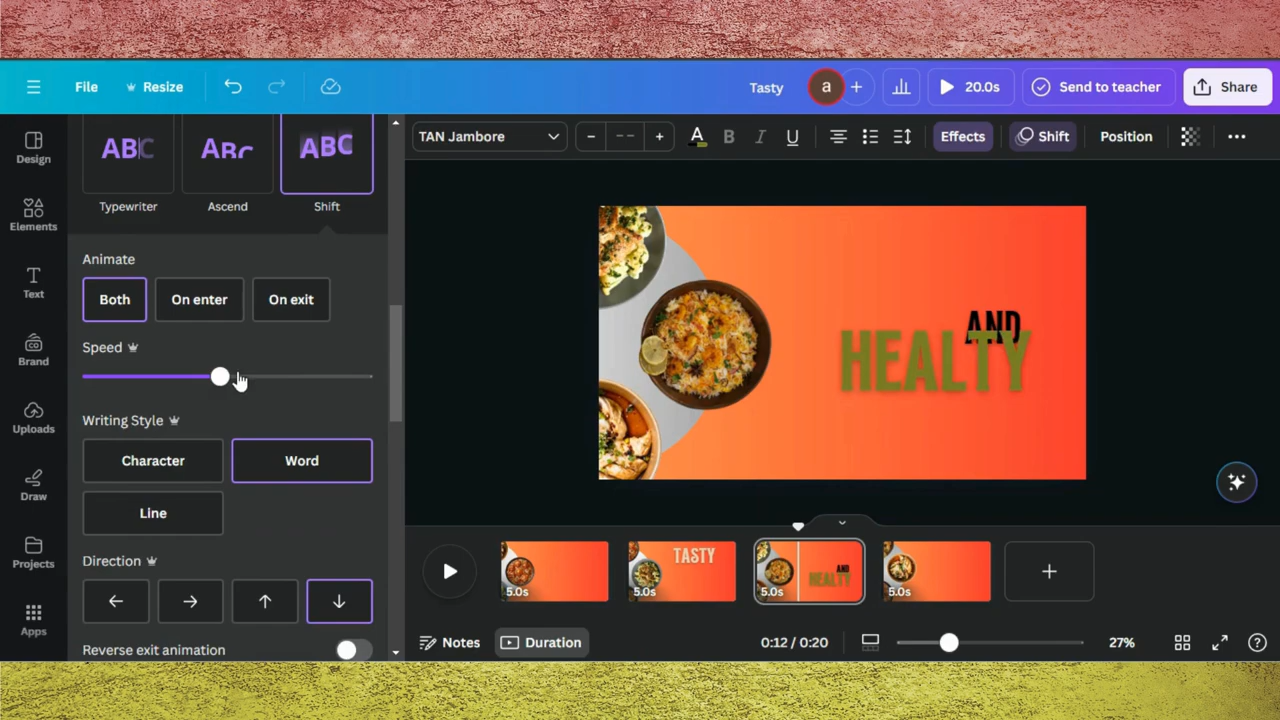 File Resize Tasty a 20.0s Send to teacher Share
TAN Jambore -- A B I U Effects Shift Position
Design
Elements
Text
Brand
Uploads
Draw
Projects
Apps
ABC ABC ABC
Typewriter Ascend Shift
Animate
Both On enter On exit
Speed
Writing Style
Character Word
Line
Direction
Reverse exit animation
AND
HEALTY
5.0s
TASTY
5.0s
AND
HEALTY
5.0s
5.0s
Notes Duration 0:12 / 0:20 27%